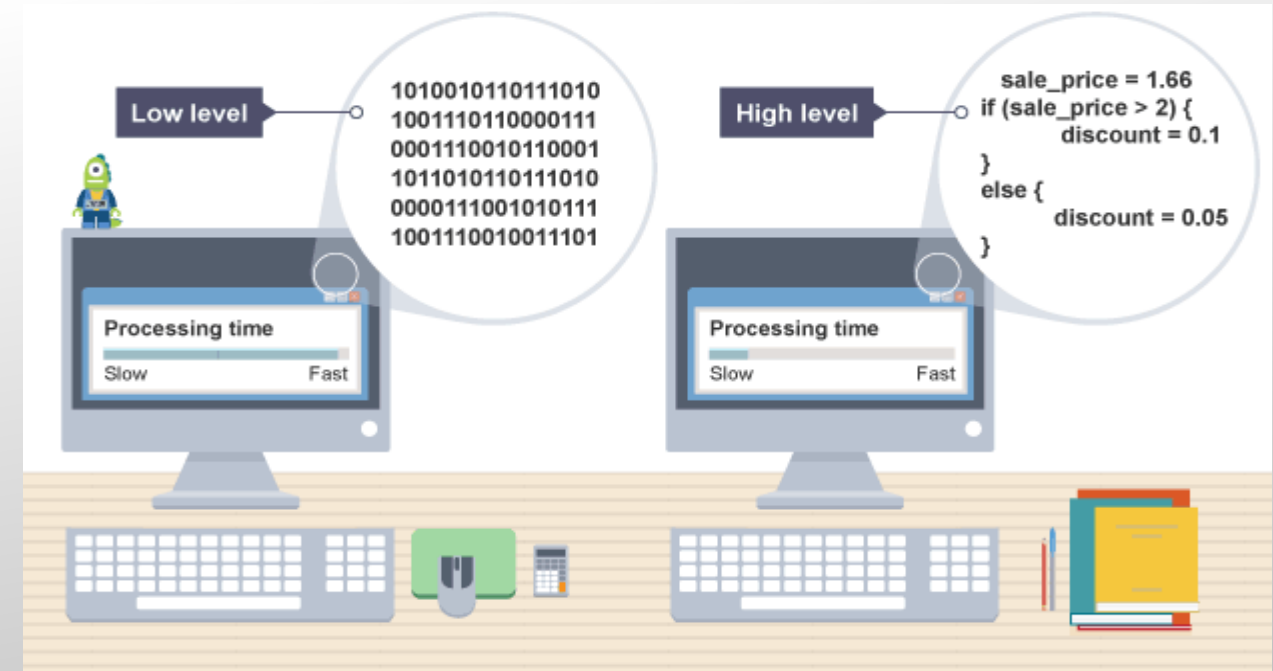 Low level
1010010110111010
1001110110000111
0001110010110001
1011010110111010
0000111001010111
1001110010011101
Processing time
Slow Fast
High level
sale_price = 1.66
if (sale_price > 2) {
discount = 0.1
}
else {
discount = 0.05
}
Processing time
Slow Fast